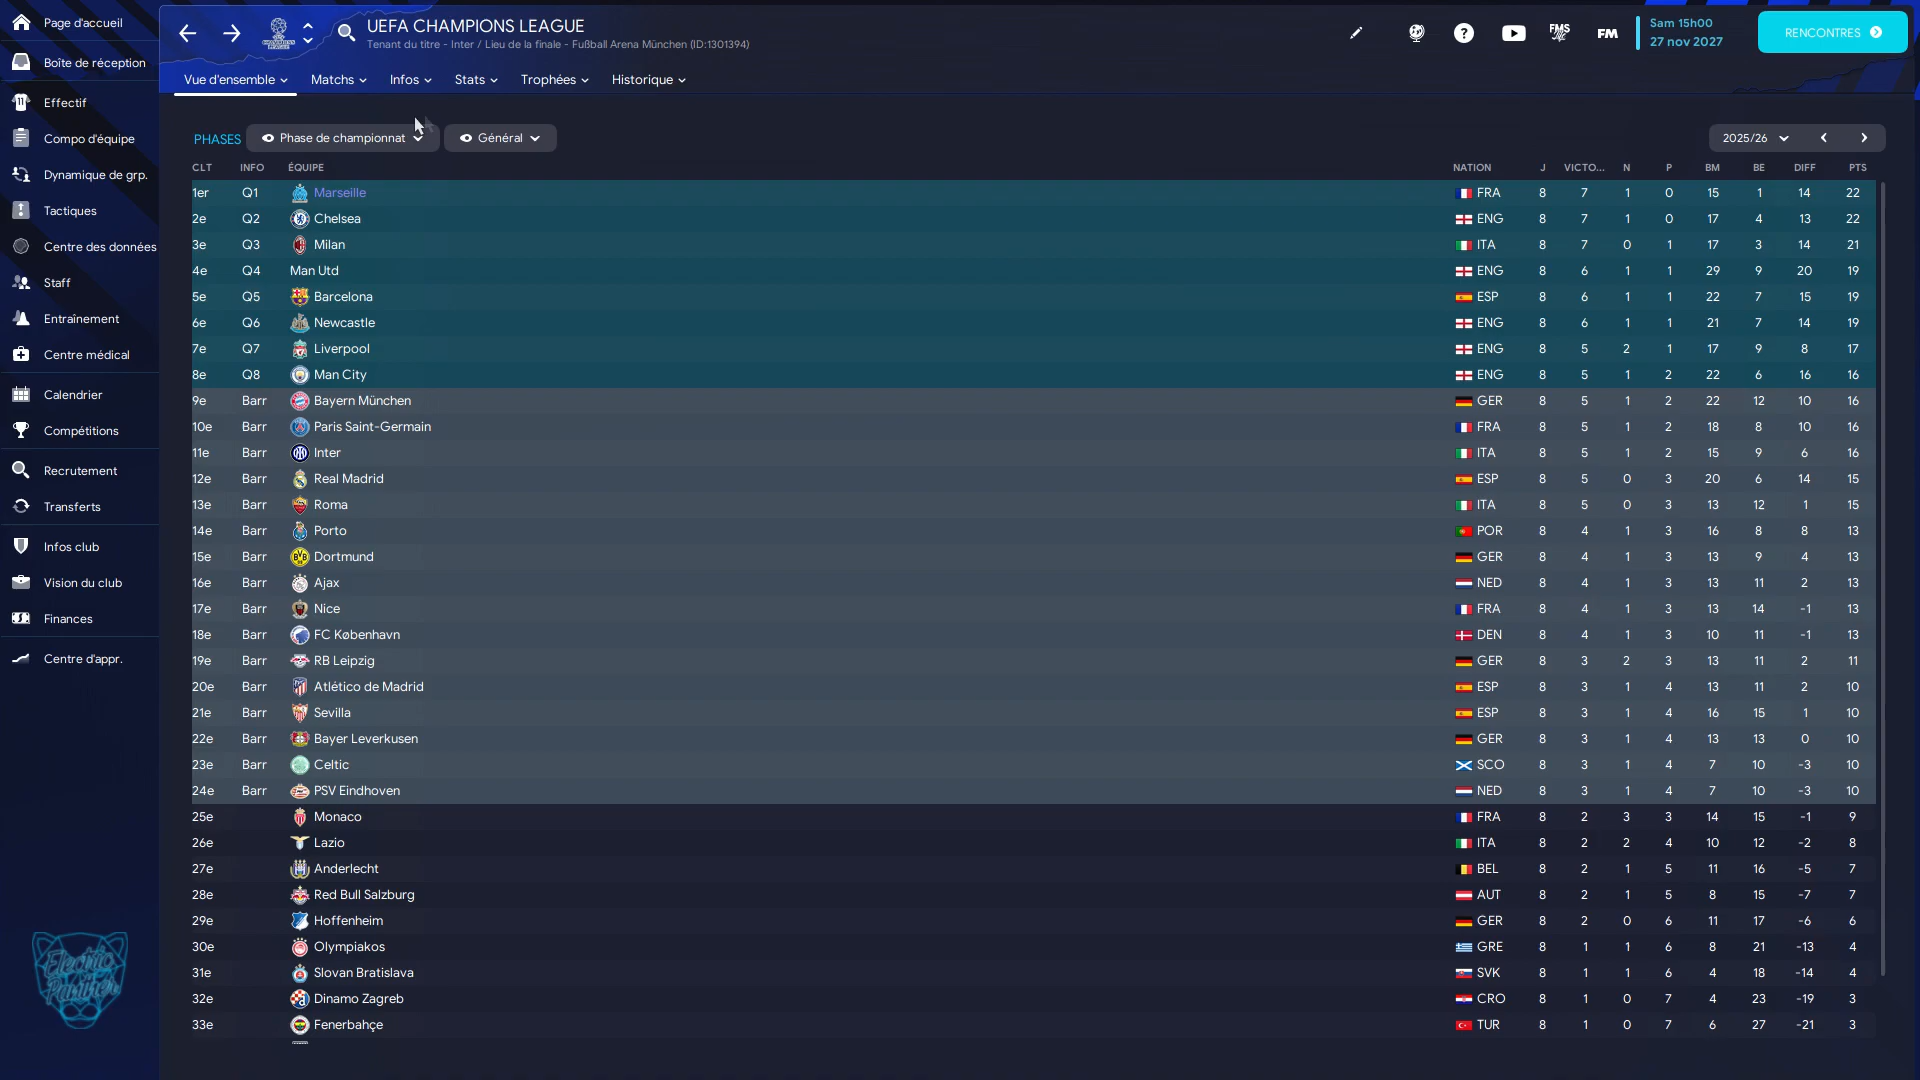 Page d'accueil
Boîte de réception
Effectif
Compo d'équipe
Dynamique de grp.
Tactiques
Centre des données
Staff
Entraînement
Centre médical
Calendrier
Compétitions
Recrutement
Transferts
Infos club
Vision du club
Finances
Centre d'appr.
Electric Panther
UEFA CHAMPIONS LEAGUE
Tenant du titre - Inter / Lieu de la finale - Fußball Arena München (ID:1301394)
FMS
FM
Sam 15h00
27 nov 2027
RENCONTRES
Vue d'ensemble Matchs Infos Stats Trophées Historique
PHASES Phase de championnat Général 2025/26
CLT INFO ÉQUIPE NATION J VICTO... N P BM BE DIFF PTS
1er Q1 Marseille FRA 8 7 1 0 15 1 14 22
2e Q2 Chelsea ENG 8 7 1 0 17 4 13 22
3e Q3 Milan ITA 8 7 0 1 17 3 14 21
4e Q4 Man Utd ENG 8 6 1 1 29 9 20 19
5e Q5 Barcelona ESP 8 6 1 1 22 7 15 19
6e Q6 Newcastle ENG 8 6 1 1 21 7 14 19
7e Q7 Liverpool ENG 8 5 2 1 17 9 8 17
8e Q8 Man City ENG 8 5 1 2 22 6 16 16
9e Barr Bayern München GER 8 5 1 2 22 12 10 16
10e Barr Paris Saint-Germain FRA 8 5 1 2 18 8 10 16
11e Barr Inter ITA 8 5 1 2 15 9 6 16
12e Barr Real Madrid ESP 8 5 0 3 20 6 14 15
13e Barr Roma ITA 8 5 0 3 13 12 1 15
14e Barr Porto POR 8 4 1 3 16 8 8 13
15e Barr Dortmund GER 8 4 1 3 13 9 4 13
16e Barr Ajax NED 8 4 1 3 13 11 2 13
17e Barr Nice FRA 8 4 1 3 13 14 -1 13
18e Barr FC København DEN 8 4 1 3 10 11 -1 13
19e Barr RB Leipzig GER 8 3 2 3 13 11 2 11
20e Barr Atlético de Madrid ESP 8 3 1 4 13 11 2 10
21e Barr Sevilla ESP 8 3 1 4 16 15 1 10
22e Barr Bayer Leverkusen GER 8 3 1 4 13 13 0 10
23e Barr Celtic SCO 8 3 1 4 7 10 -3 10
24e Barr PSV Eindhoven NED 8 3 1 4 7 10 -3 10
25e Monaco FRA 8 2 3 3 14 15 -1 9
26e Lazio ITA 8 2 2 4 10 12 -2 8
27e Anderlecht BEL 8 2 1 5 11 16 -5 7
28e Red Bull Salzburg AUT 8 2 1 5 8 15 -7 7
29e Hoffenheim GER 8 2 0 6 11 17 -6 6
30e Olympiakos GRE 8 1 1 6 8 21 -13 4
31e Slovan Bratislava SVK 8 1 1 6 4 18 -14 4
32e Dinamo Zagreb CRO 8 1 0 7 4 23 -19 3
33e Fenerbahçe TUR 8 1 0 7 6 27 -21 3